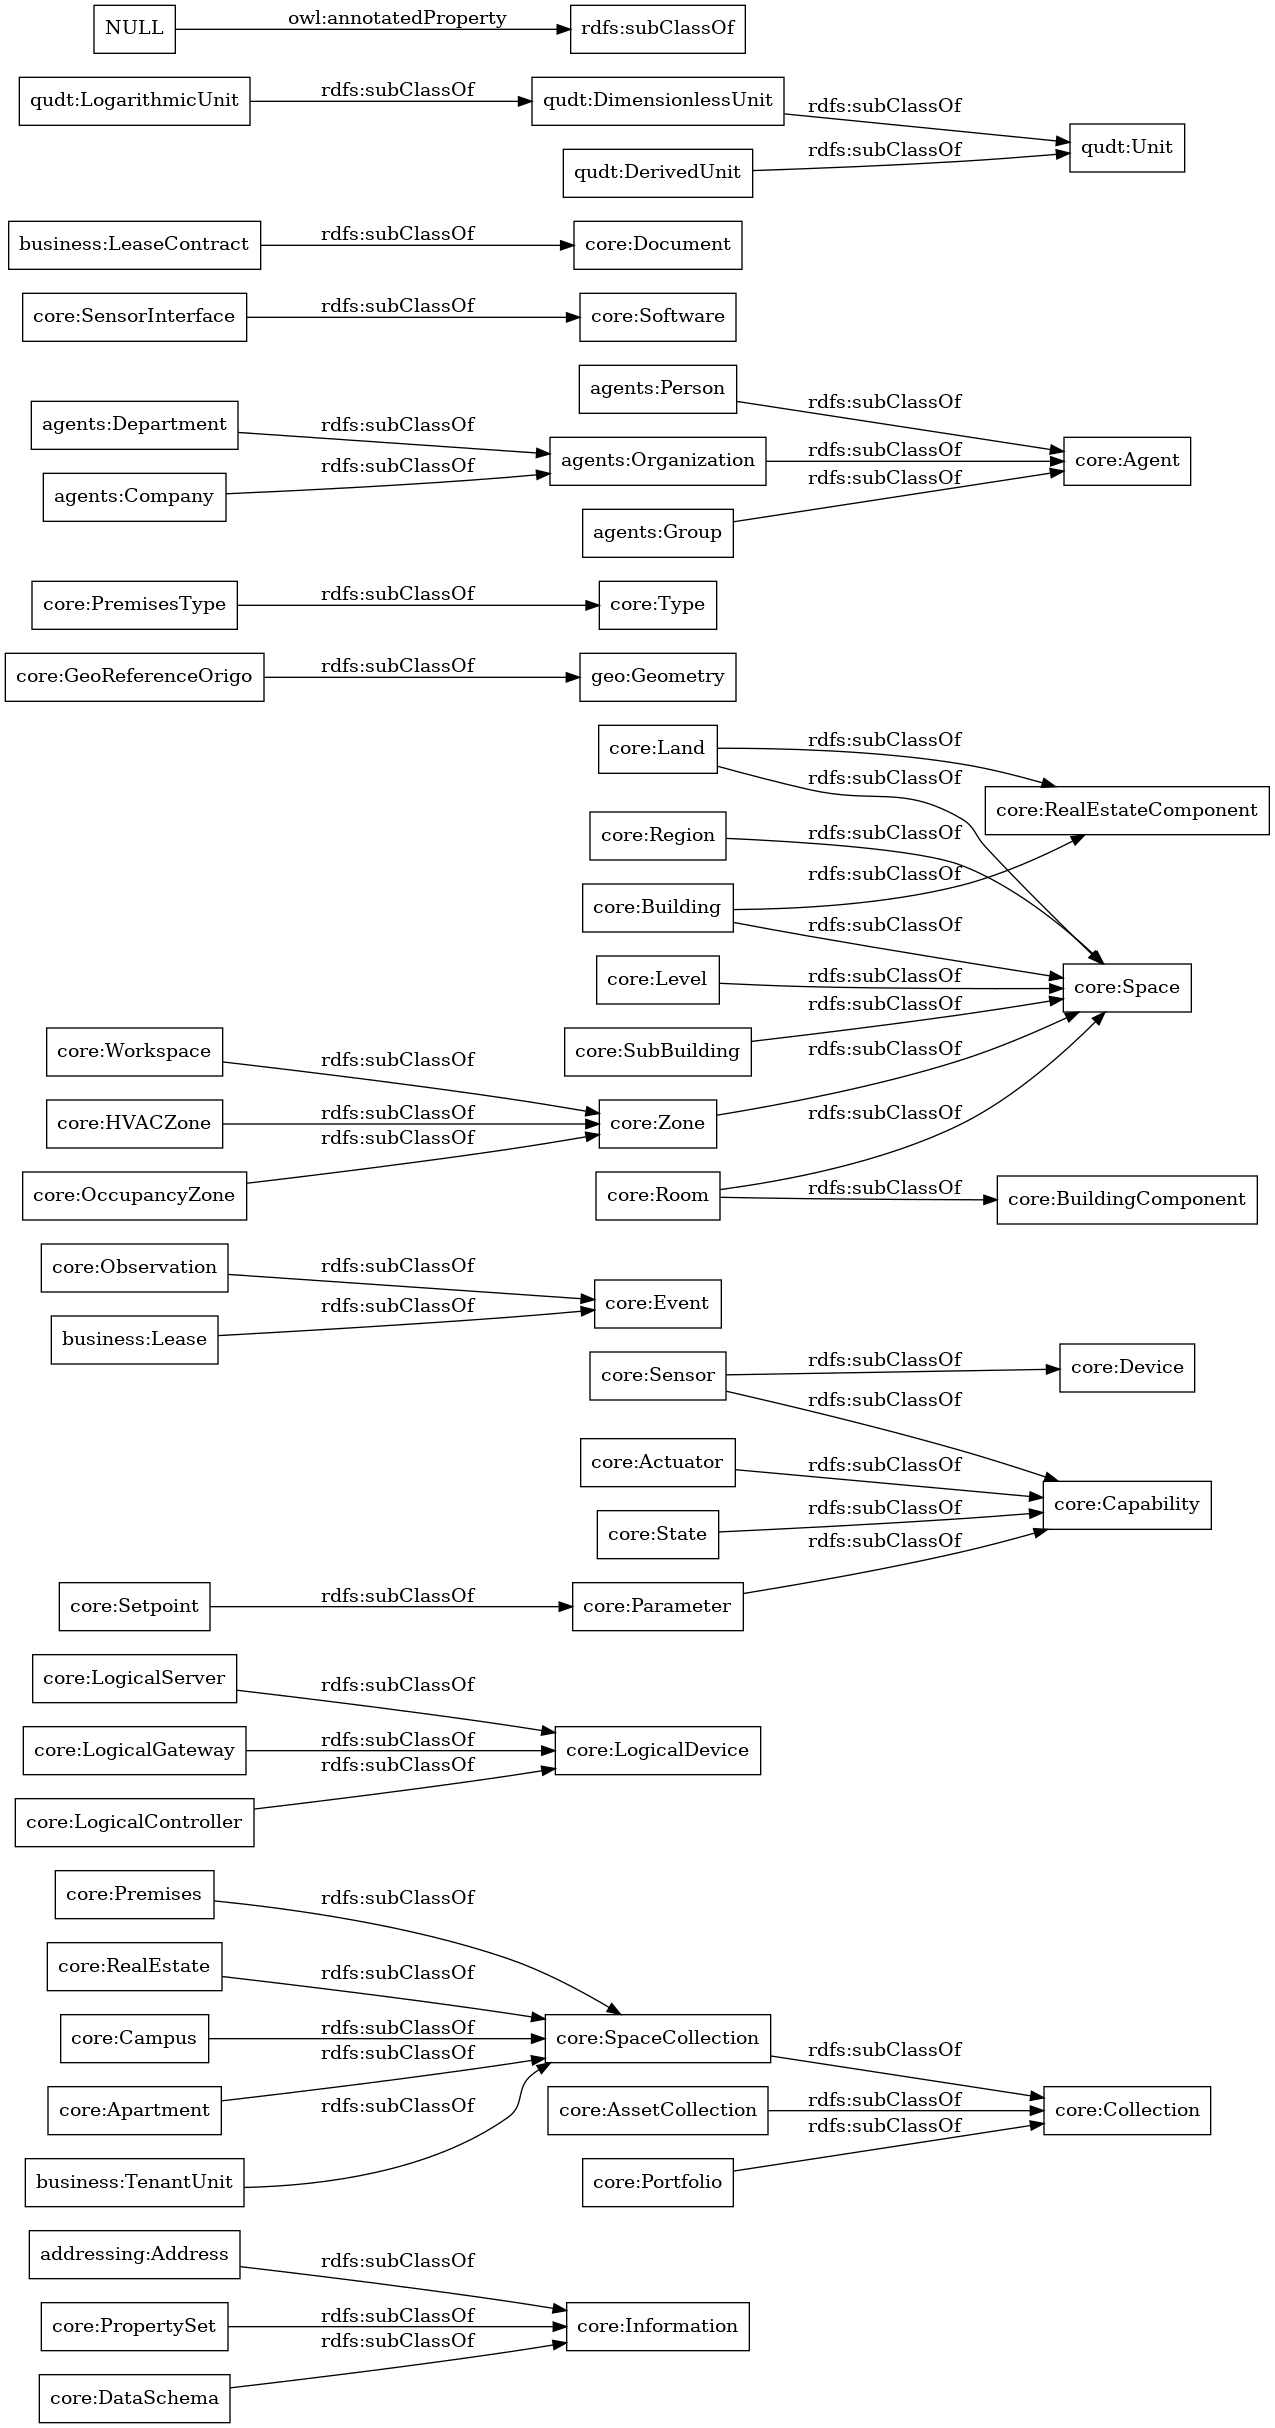 NULL
owl:annotatedProperty
rdfs:subClassOf
qudt:LogarithmicUnit
rdfs:subClassOf
qudt:DimensionlessUnit
rdfs:subClassOf
qudt:Unit
qudt:DerivedUnit
rdfs:subClassOf
business:LeaseContract
rdfs:subClassOf
core:Document
core:SensorInterface
rdfs:subClassOf
core:Software
agents:Person
rdfs:subClassOf
agents:Department
rdfs:subClassOf
agents:Organization
rdfs:subClassOf
core:Agent
agents:Company
rdfs:subClassOf
agents:Group
rdfs:subClassOf
core:PremisesType
rdfs:subClassOf
core:Type
core:GeoReferenceOrigo
rdfs:subClassOf
geo:Geometry
core:Land
rdfs:subClassOf
rdfs:subClassOf
core:RealEstateComponent
core:Region
rdfs:subClassOf
core:Building
rdfs:subClassOf
rdfs:subClassOf
core:Level
rdfs:subClassOf
core:Space
core:SubBuilding
rdfs:subClassOf
core:Workspace
rdfs:subClassOf
core:HVACZone
rdfs:subClassOf
core:Zone
rdfs:subClassOf
core:OccupancyZone
rdfs:subClassOf
core:Room
rdfs:subClassOf
rdfs:subClassOf
core:BuildingComponent
core:Observation
rdfs:subClassOf
core:Event
business:Lease
rdfs:subClassOf
core:Sensor
rdfs:subClassOf
core:Device
rdfs:subClassOf
core:Actuator
rdfs:subClassOf
core:Capability
core:State
rdfs:subClassOf
core:Setpoint
rdfs:subClassOf
core:Parameter
rdfs:subClassOf
core:LogicalServer
rdfs:subClassOf
core:LogicalGateway
rdfs:subClassOf
core:LogicalDevice
core:LogicalController
rdfs:subClassOf
core:Premises
rdfs:subClassOf
core:RealEstate
rdfs:subClassOf
core:Campus
rdfs:subClassOf
core:SpaceCollection
rdfs:subClassOf
core:Apartment
rdfs:subClassOf
core:AssetCollection
rdfs:subClassOf
core:Collection
business:TenantUnit
rdfs:subClassOf
core:Portfolio
rdfs:subClassOf
addressing:Address
rdfs:subClassOf
core:PropertySet
rdfs:subClassOf
core:Information
core:DataSchema
rdfs:subClassOf